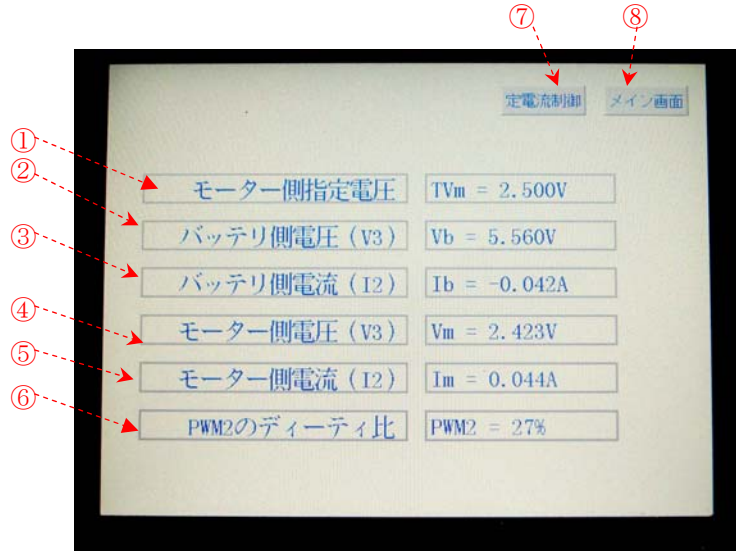 ⑦ ⑧
定電流制御 メイン画面
① モーター側指定電圧 TVm = 2.500V
② バッテリ側電圧(V3) Vb = 5.560V
③ バッテリ側電流(I2) Ib = -0.042A
④ モーター側電圧(V3) Vm = 2.423V
⑤ モーター側電流(I2) Im = 0.044A
⑥ PWM2のディーティ比 PWM2 = 27%